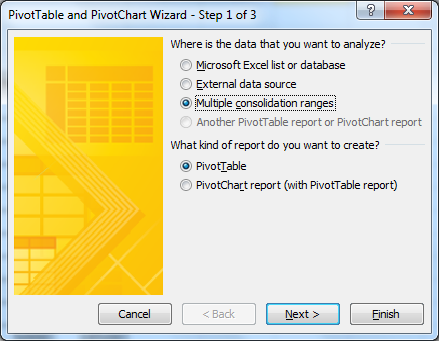 PivotTable and PivotChart Wizard - Step 1 of 3
Where is the data that you want to analyze?
Microsoft Excel list or database
External data source
Multiple consolidation ranges
Another PivotTable report or PivotChart report
What kind of report do you want to create?
PivotTable
PivotChart report (with PivotTable report)
Cancel < Back Next > Finish